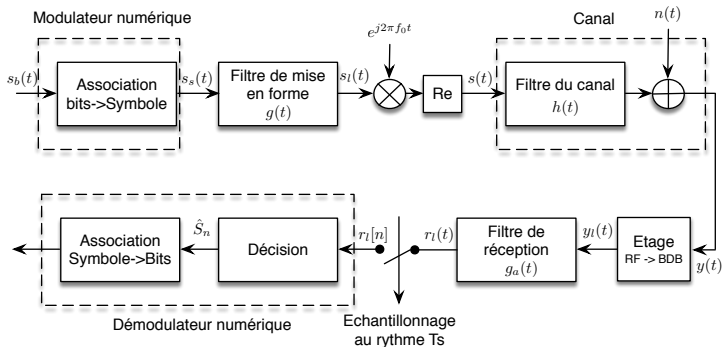 Modulateur numérique
Canal
n(t)
e^{j2πf_0t}
s_b(t)
Association
bits->Symbole
s_s(t)
Filtre de mise
en forme
g(t)
s_l(t)
Re
s(t)
Filtre du canal
h(t)
Association
Symbole->Bits
Ŝ_n
Décision
r_l[n]
r_l(t)
Filtre de
réception
g_a(t)
y_l(t)
Etage
RF -> BDB
y(t)
Démodulateur numérique
Echantillonnage
au rythme Ts